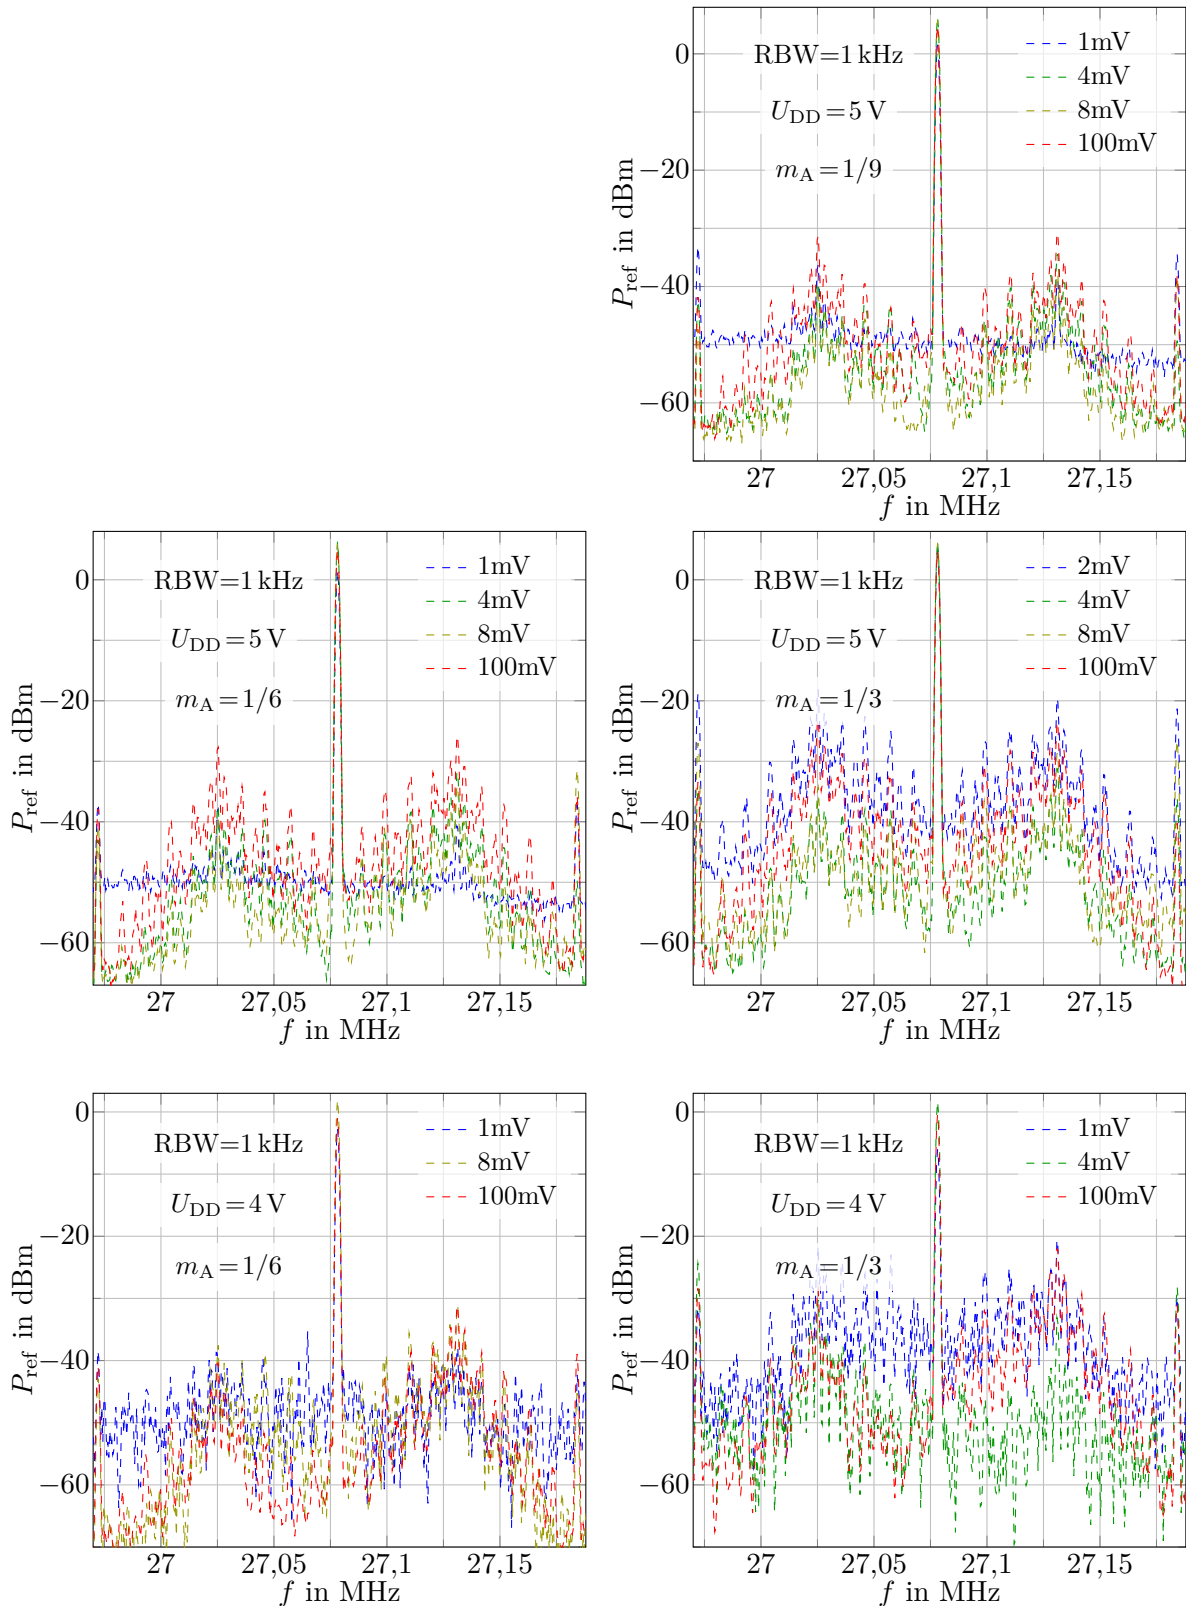 RBW=1 kHz
U_DD=5 V
m_A=1/9
1mV
4mV
8mV
100mV
0
−20
−40
−60
P_ref in dBm
27
27,05
27,1
27,15
f in MHz
RBW=1 kHz
U_DD=5 V
m_A=1/6
1mV
4mV
8mV
100mV
0
−20
−40
−60
P_ref in dBm
27
27,05
27,1
27,15
f in MHz
RBW=1 kHz
U_DD=5 V
m_A=1/3
2mV
4mV
8mV
100mV
0
−20
−40
−60
P_ref in dBm
27
27,05
27,1
27,15
f in MHz
RBW=1 kHz
U_DD=4 V
m_A=1/6
1mV
8mV
100mV
0
−20
−40
−60
P_ref in dBm
27
27,05
27,1
27,15
f in MHz
RBW=1 kHz
U_DD=4 V
m_A=1/3
1mV
4mV
100mV
0
−20
−40
−60
P_ref in dBm
27
27,05
27,1
27,15
f in MHz